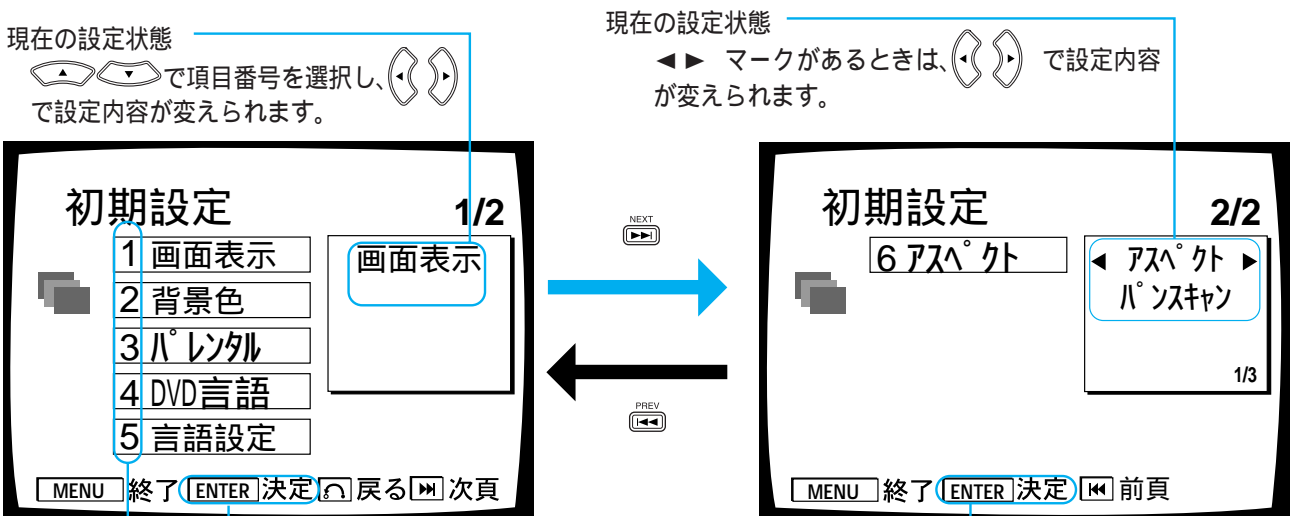 現在の設定状態
で項目番号を選択し、
で設定内容が変えられます。
初期設定
1/2
1 画面表示
2 背景色
3 パレンタル
4 DVD言語
5 言語設定
画面表示
MENU 終了 ENTER 決定 戻る 次頁
NEXT
PREV
現在の設定状態
◀ ▶ マークがあるときは、 で設定内容
が変えられます。
初期設定
2/2
6 アスペクト
◀ アスペクト ▶
パンスキャン
1/3
MENU 終了 ENTER 決定 前頁